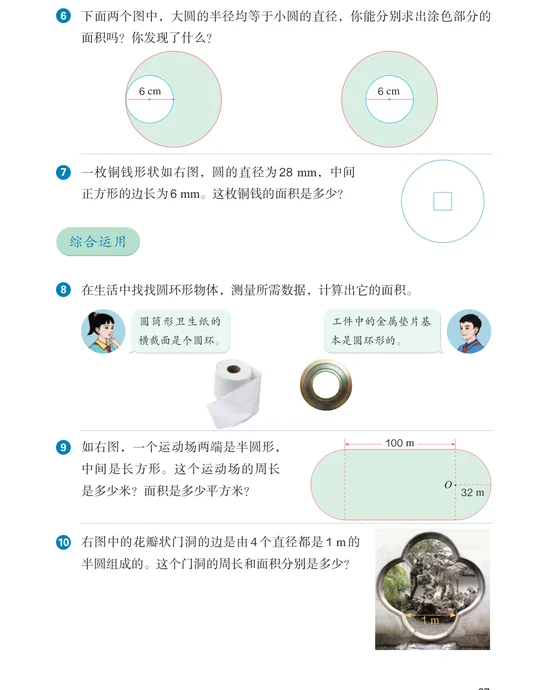 6 下面两个图中，大圆的半径均等于小圆的直径，你能分别求出涂色部分的
面积吗？你发现了什么？
6 cm
6 cm
7 一枚铜钱形状如右图，圆的直径为28 mm，中间
正方形的边长为6 mm。这枚铜钱的面积是多少？
综合运用
8 在生活中找找圆环形物体，测量所需数据，计算出它的面积。
圆筒形卫生纸的
横截面是个圆环。
工件中的金属垫片基
本是圆环形的。
9 如右图，一个运动场两端是半圆形，
中间是长方形。这个运动场的周长
是多少米？面积是多少平方米？
100 m
O
32 m
10 右图中的花瓣状门洞的边是由4个直径都是1 m的
半圆组成的。这个门洞的周长和面积分别是多少？
1 m